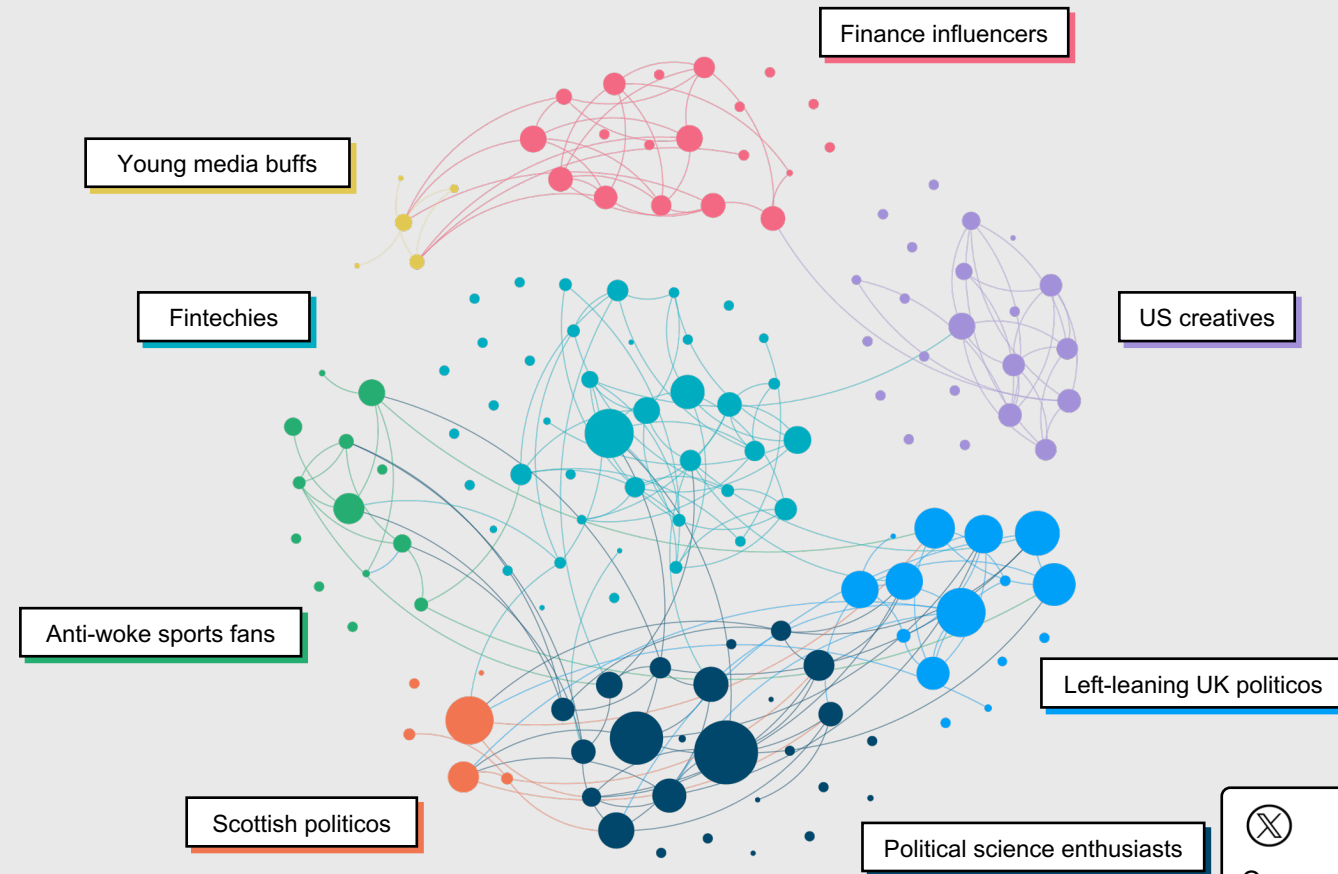 Finance influencers
Young media buffs
Fintechies
US creatives
Anti-woke sports fans
Left-leaning UK politicos
Scottish politicos
Political science enthusiasts